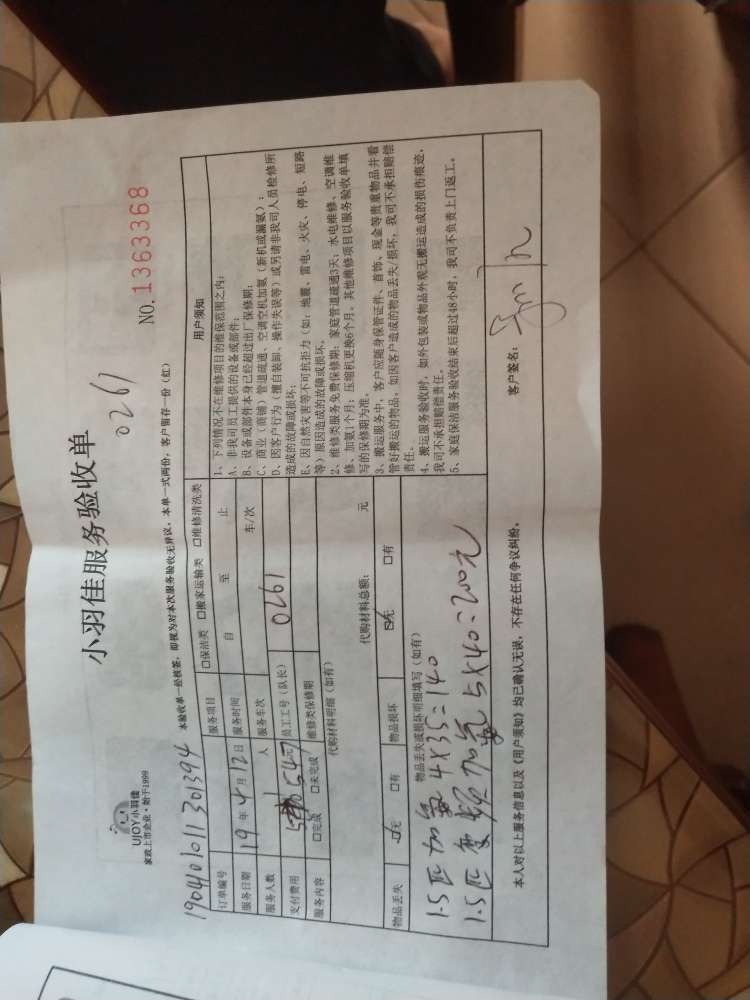 UJOY小羽佳
家政上市企业·始于1999
小羽佳服务验收单
0261
NO. 1363368
190410101130 1394
本验收单一经核签,即视为对本次服务验收无异议。本单一式两份,客户留存一份(红)
订单编号
服务项目 □保洁类 □搬家运输类 □维修清洗类
服务日期 19年4月12日 服务时间 自 至 止
服务人数 人 服务车次 车/次
支付费用 540元 员工工号(队长) 0261
服务内容 □完成 □未完成 维修类保修期
代购材料明细(如有)
代购材料总额: 元
物品丢失 ☑无 □有 物品损坏 ☑无 □有
物品丢失或损坏明细填写(如有)
1.5匹加氟 4×35=140
1.5匹变频加氟 5×40=200元
用户须知
1、下列情况不在维修项目的维保范围之内:
A、非我司员工提供的设备或部件;
B、设备或部件本身已经超过出厂保修期;
C、商业(商铺)管道疏通、空调空机加氨(新机或漏氨);
D、因客户行为(擅自装卸、操作失误等)或另请非我司人员检修所
造成的故障或损坏;
E、因自然灾害等不可抗拒力(如:地震、雷电、火灾、停电、短路
等)原因造成的故障或损坏。
2、维修类服务免费保修期:家庭管道疏通3天;水电维修、空调维
修、加氨1个月;压缩机更换6个月。其他维修项目以服务验收单填
写的保修期为准。
3、搬运服务中,客户应随身保管证件、首饰、现金等贵重物品并看
管好搬运的物品,如因客户造成的物品丢失/损坏,我司不承担赔偿
责任。
4、搬运服务验收时,如外包装或物品外观无搬运造成的损伤痕迹,
我司不承担赔偿责任。
5、家庭保洁服务验收结束后超过48小时,我司不负责上门返工。
本人对以上服务信息以及《用户须知》均已确认无误,不存在任何争议纠纷。
客户签名: